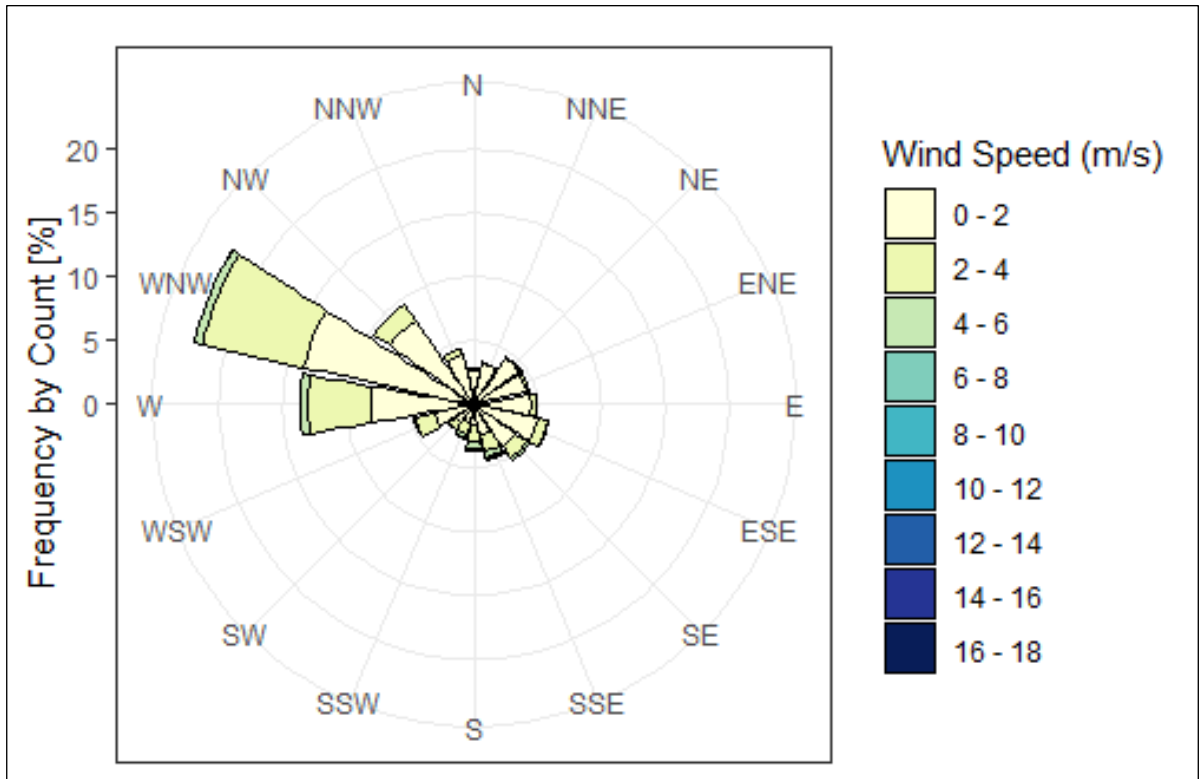 N
NNW
NNE
20
NW
NE
15
10
WNW
ENE
5
0
W
E
WSW
ESE
SW
SE
SSW
SSE
S
Frequency by Count [%]
Wind Speed (m/s)
0 - 2
2 - 4
4 - 6
6 - 8
8 - 10
10 - 12
12 - 14
14 - 16
16 - 18